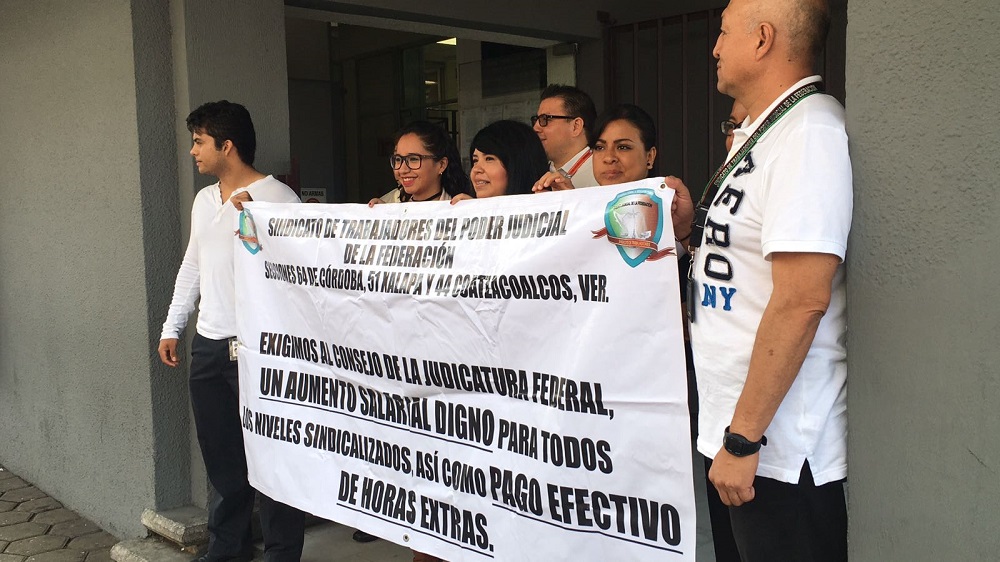 SINDICATO DE TRABAJADORES DEL PODER JUDICIAL
DE LA FEDERACIÓN
SECCIONES 64 DE CÓRDOBA, 51 XALAPA Y 44 COATZACOALCOS, VER.
EXIGIMOS AL CONSEJO DE LA JUDICATURA FEDERAL,
UN AUMENTO SALARIAL DIGNO PARA TODOS
LOS NIVELES SINDICALIZADOS, ASÍ COMO PAGO EFECTIVO
DE HORAS EXTRAS.
AERO
NY